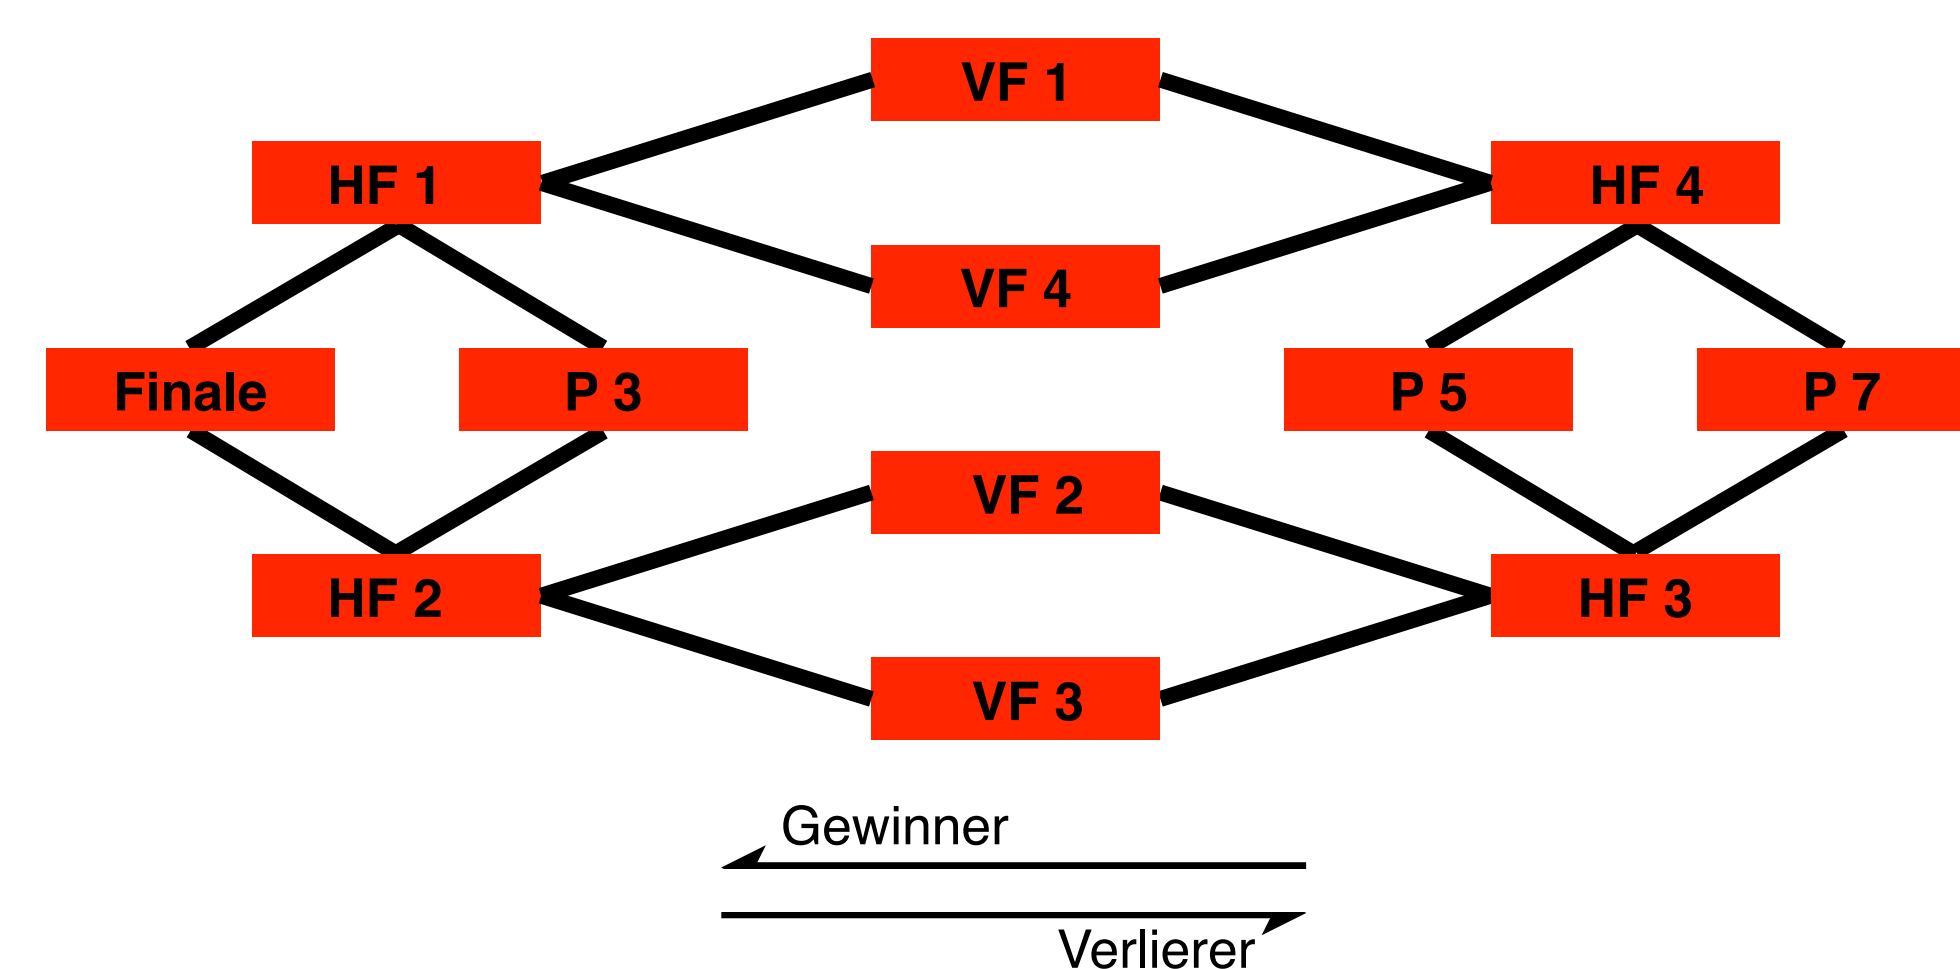 VF 1
HF 1
HF 4
VF 4
Finale
P 3
P 5
P 7
VF 2
HF 2
HF 3
VF 3
Gewinner
Verlierer